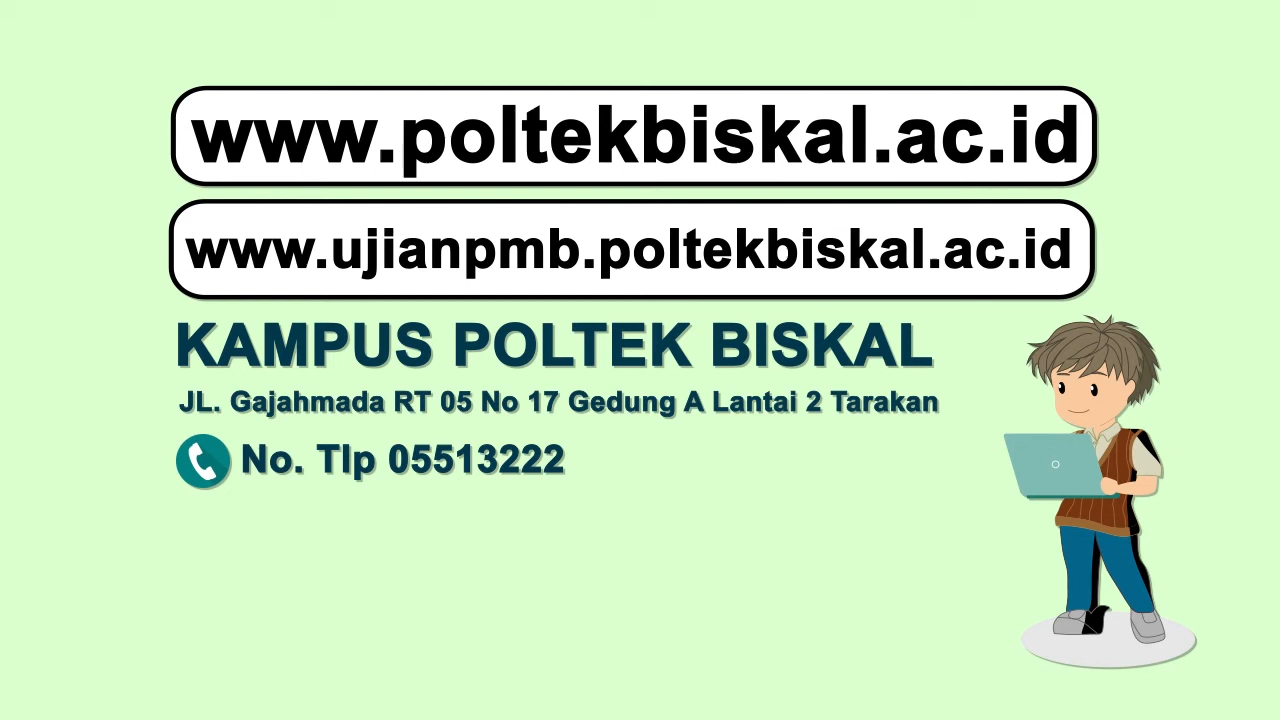 www.poltekbiskal.ac.id
www.ujianpmb.poltekbiskal.ac.id
KAMPUS POLTEK BISKAL
JL. Gajahmada RT 05 No 17 Gedung A Lantai 2 Tarakan
No. Tlp 05513222